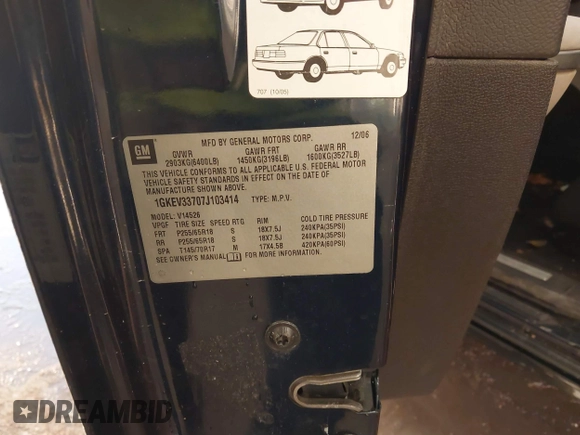 707 (10/05)
GM
MFD BY GENERAL MOTORS CORP. 12/06
GVWR GAWR FRT GAWR RR
2903KG(6400LB) 1450KG(3196LB) 1600KG(3527LB)
THIS VEHICLE CONFORMS TO ALL APPLICABLE U.S. FEDERAL MOTOR
VEHICLE SAFETY STANDARDS IN EFFECT ON THE DATE OF
MANUFACTURE SHOWN ABOVE.
1GKEV33707J103414 TYPE: M.P.V.
MODEL: V14526
VPSF TIRE SIZE SPEED RTG RIM COLD TIRE PRESSURE
FRT P255/65R18 S 18X7.5J 240KPA(35PSI)
RR P255/65R18 S 18X7.5J 240KPA(35PSI)
SPA T145/70R17 M 17X4.5B 420KPA(60PSI)
SEE OWNER'S MANUAL FOR MORE INFORMATION.
DREAMBID